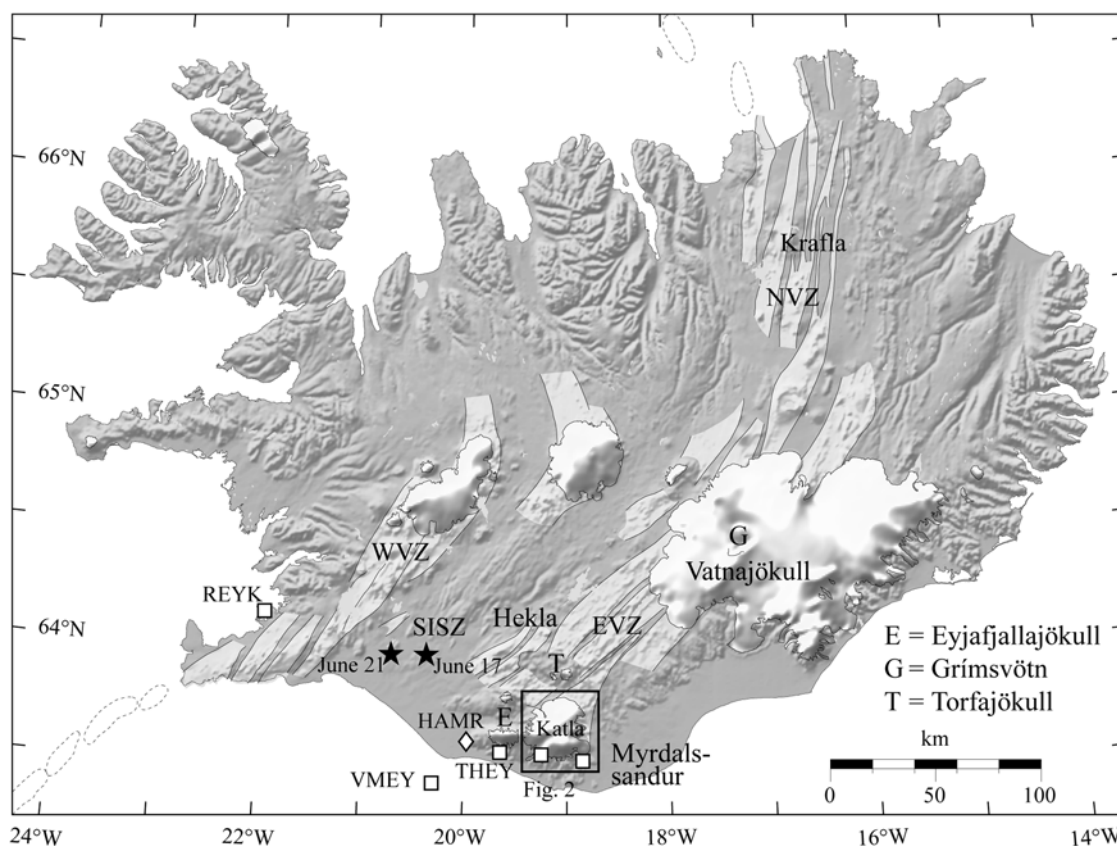 66°N
Krafla
NVZ
65°N
G
WVZ
Vatnajökull
REYK
Hekla
64°N
SISZ
EVZ
E = Eyjafjallajökull
June 21
June 17
T
G = Grímsvötn
T = Torfajökull
E
HAMR
Katla
km
THEY
Myrdals-
sandur
VMEY
Fig. 2
0
50
100
24°W
22°W
20°W
18°W
16°W
14°W